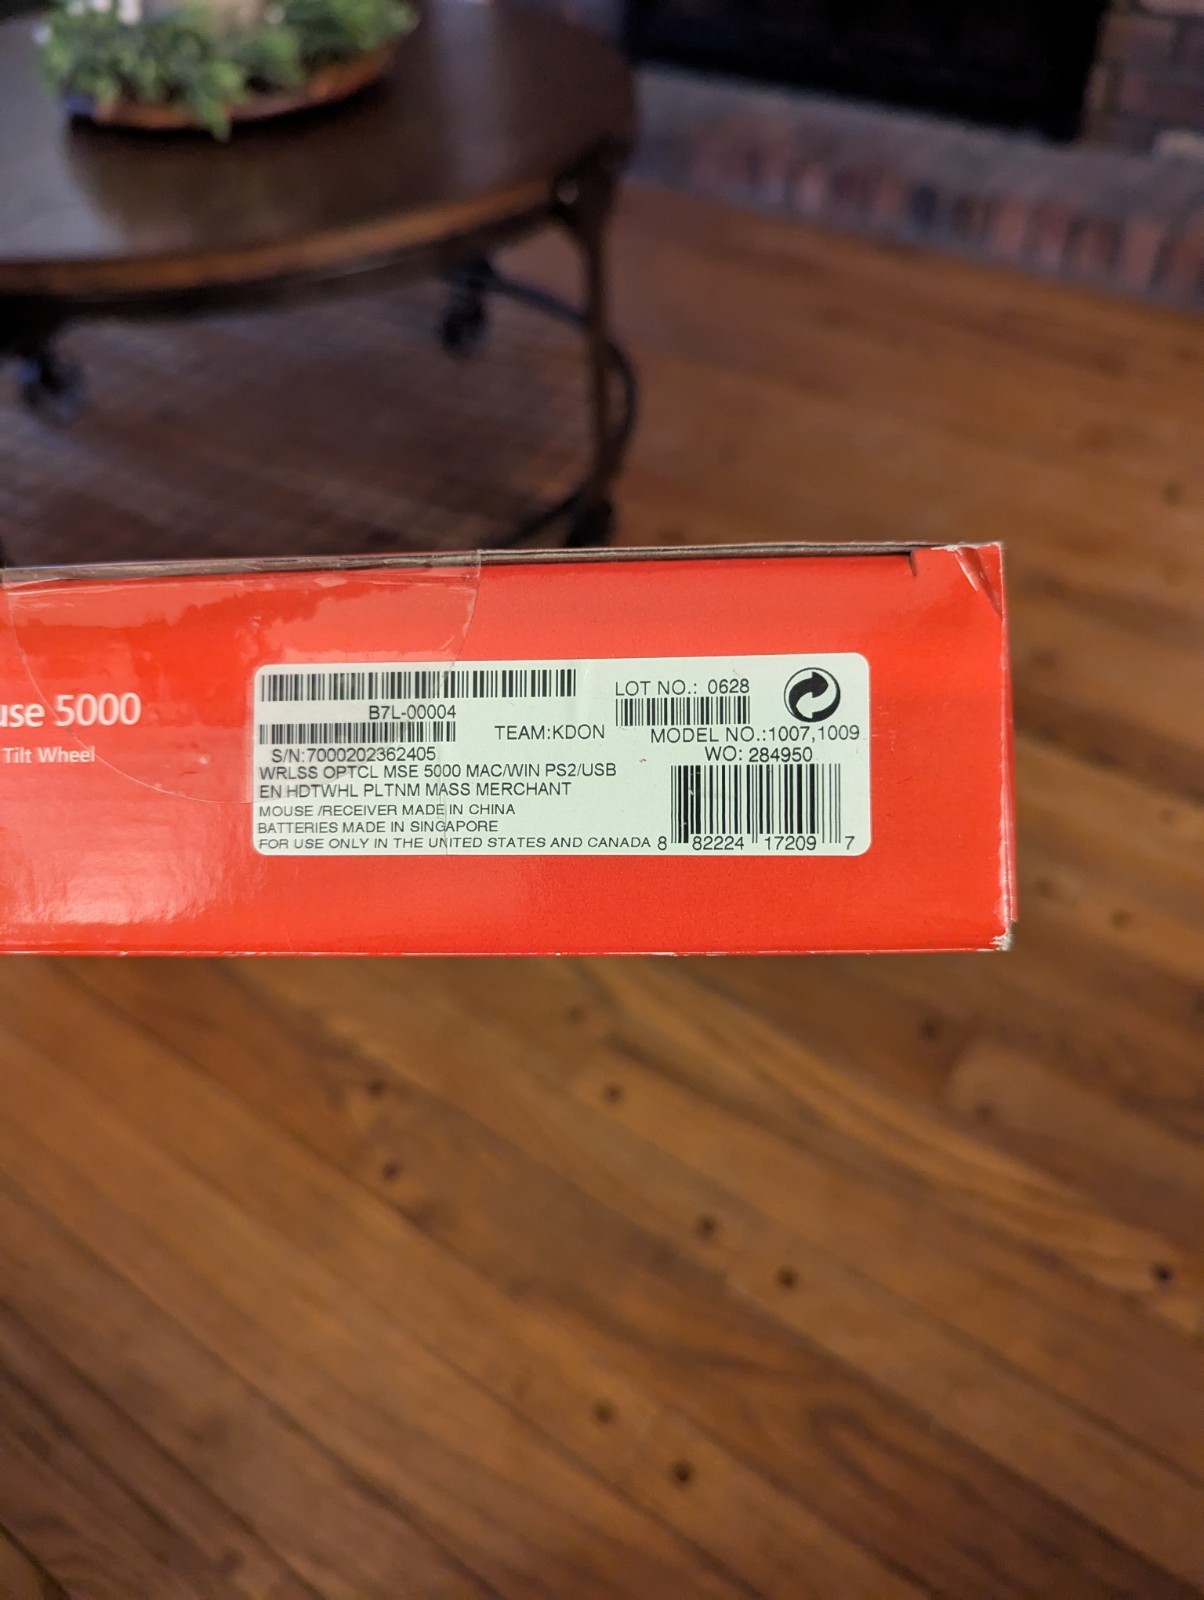 use 5000
Tilt Wheel
B7L-00004
LOT NO.: 0628
TEAM:KDON
MODEL NO.:1007,1009
S/N:7000202362405
WO: 284950
WRLSS OPTCL MSE 5000 MAC/WIN PS2/USB
EN HDTWHL PLTNM MASS MERCHANT
MOUSE /RECEIVER MADE IN CHINA
BATTERIES MADE IN SINGAPORE
FOR USE ONLY IN THE UNITED STATES AND CANADA
8 82224 17209 7